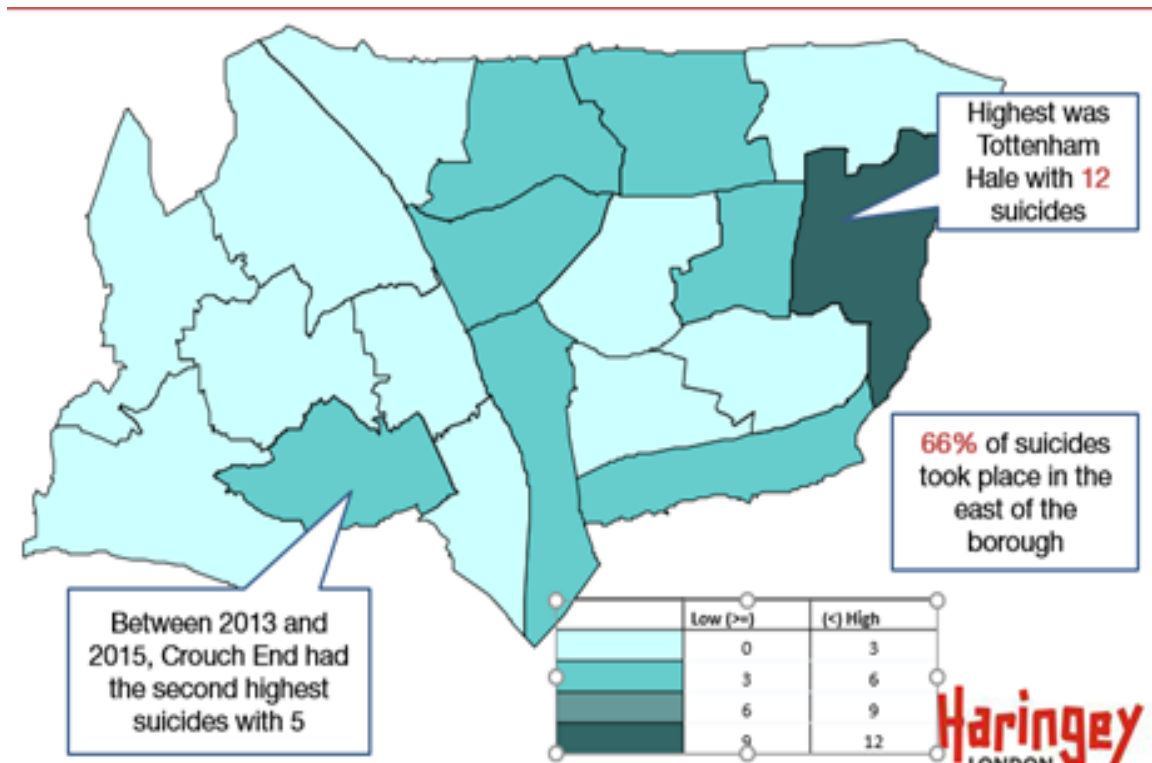 Highest was
Tottenham
Hale with 12
suicides
66% of suicides
took place in the
east of the
borough
Between 2013 and
2015, Crouch End had
the second highest
suicides with 5
Low (>=) (<) High
0 3
3 6
6 9
9 12
Haringey
LONDON